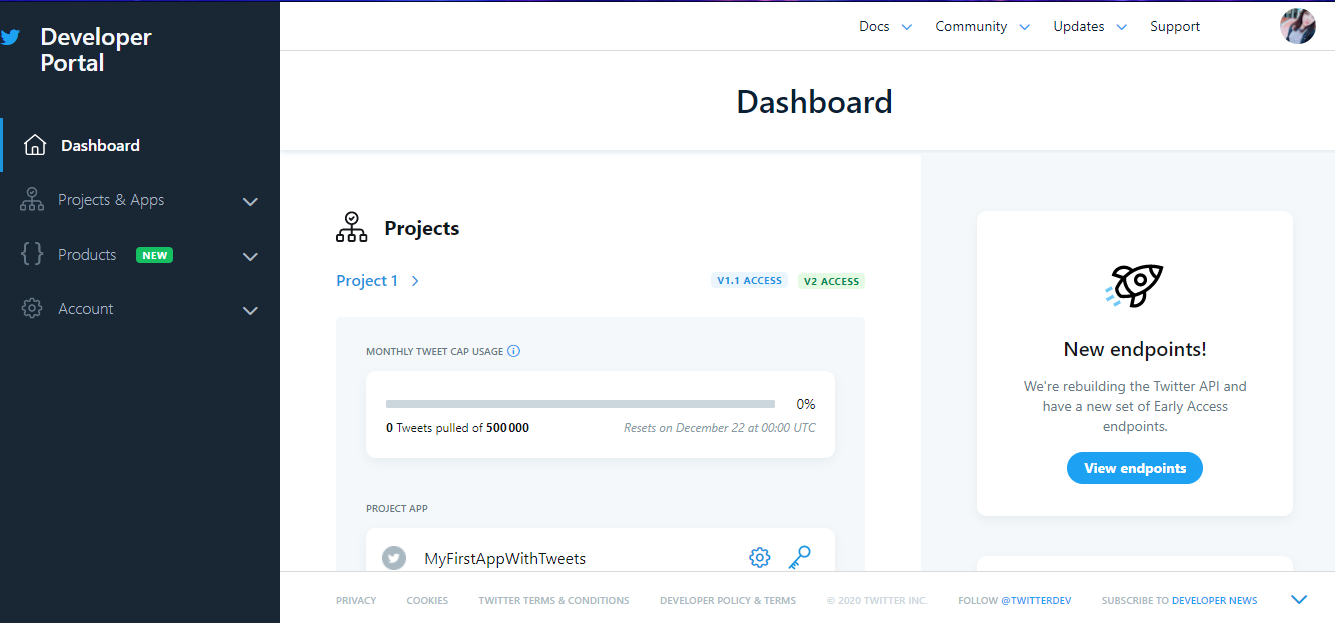 Developer
Portal
Docs
Community
Updates
Support
Dashboard
Dashboard
Projects & Apps
Products NEW
Account
Projects
Project 1
V1.1 ACCESS
V2 ACCESS
MONTHLY TWEET CAP USAGE
0%
0 Tweets pulled of 500 000
Resets on December 22 at 00:00 UTC
PROJECT APP
MyFirstAppWithTweets
New endpoints!
We're rebuilding the Twitter API and
have a new set of Early Access
endpoints.
View endpoints
PRIVACY
COOKIES
TWITTER TERMS & CONDITIONS
DEVELOPER POLICY & TERMS
© 2020 TWITTER INC.
FOLLOW @TWITTERDEV
SUBSCRIBE TO DEVELOPER NEWS